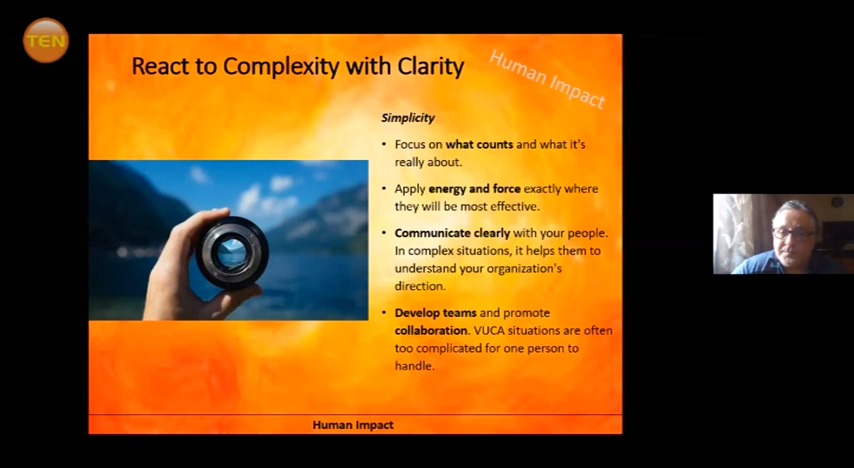 TEN
React to Complexity with Clarity
Human Impact
Simplicity
• Focus on what counts and what it's
really about.
• Apply energy and force exactly where
they will be most effective.
• Communicate clearly with your people.
In complex situations, it helps them to
understand your organization's
direction.
• Develop teams and promote
collaboration. VUCA situations are often
too complicated for one person to
handle.
Human Impact